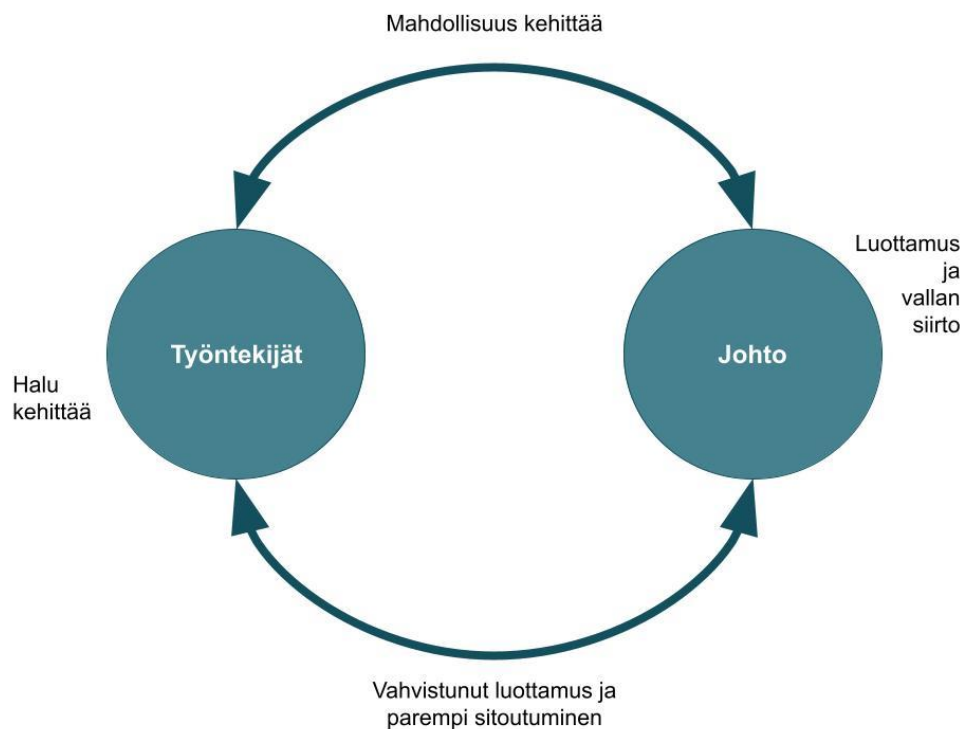 Mahdollisuus kehittää
Luottamus
ja
vallan
siirto
Työntekijät
Johto
Halu
kehittää
Vahvistunut luottamus ja
parempi sitoutuminen